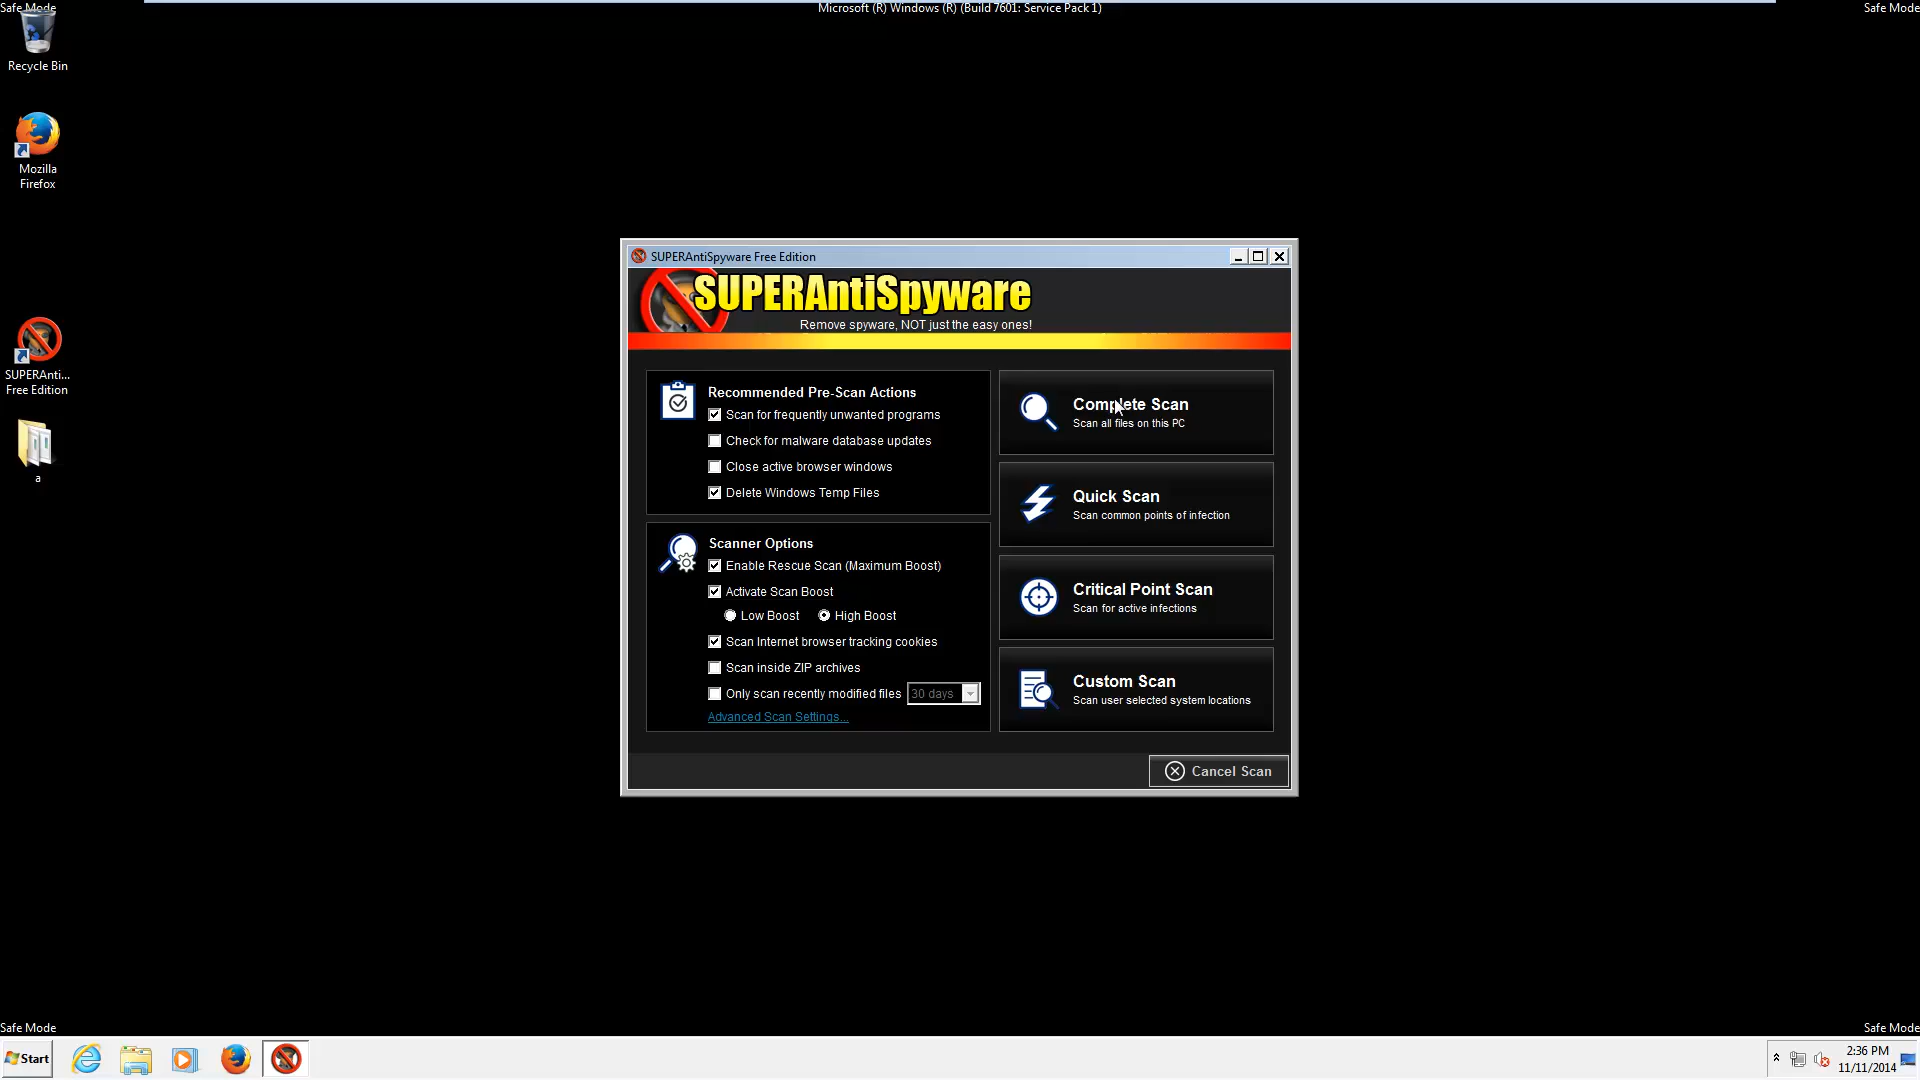 Safe Mode
Microsoft (R) Windows (R) (Build 7601: Service Pack 1)
Safe Mode
Recycle Bin
Mozilla
Firefox
SUPERAnti...
Free Edition
a
SUPERAntiSpyware Free Edition
SUPERAntiSpyware
Remove spyware, NOT just the easy ones!
Recommended Pre-Scan Actions
Scan for frequently unwanted programs
Check for malware database updates
Close active browser windows
Delete Windows Temp Files
Scanner Options
Enable Rescue Scan (Maximum Boost)
Activate Scan Boost
Low Boost
High Boost
Scan Internet browser tracking cookies
Scan inside ZIP archives
Only scan recently modified files
30 days
Advanced Scan Settings...
Complete Scan
Scan all files on this PC
Quick Scan
Scan common points of infection
Critical Point Scan
Scan for active infections
Custom Scan
Scan user selected system locations
Cancel Scan
Safe Mode
Safe Mode
Start
2:36 PM
11/11/2014